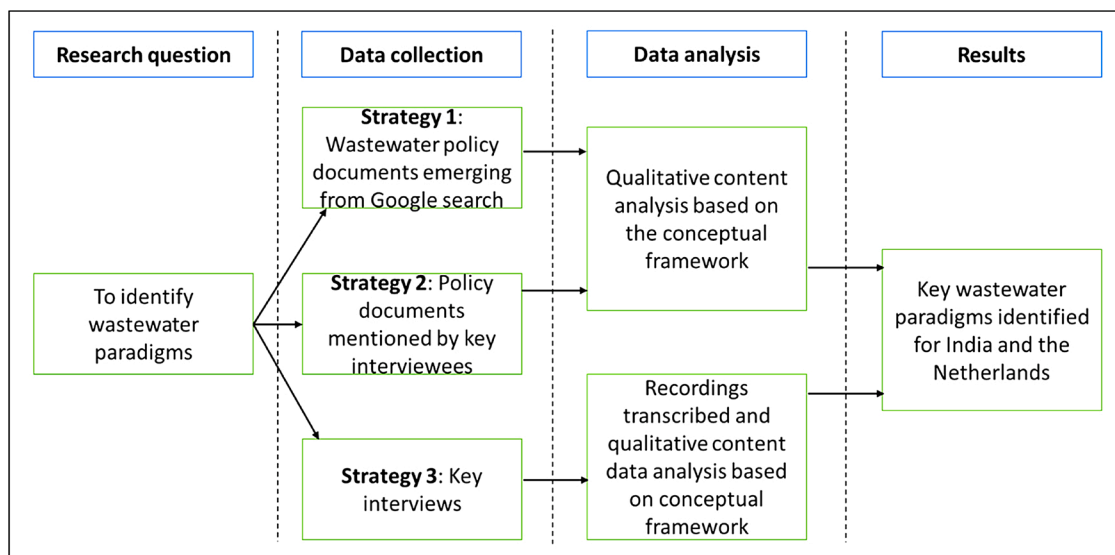 Research question
Data collection
Data analysis
Results
To identify
wastewater
paradigms
Strategy 1:
Wastewater policy
documents emerging
from Google search
Strategy 2: Policy
documents
mentioned by key
interviewees
Strategy 3: Key
interviews
Qualitative content
analysis based on
the conceptual
framework
Recordings
transcribed and
qualitative content
data analysis based
on conceptual
framework
Key wastewater
paradigms identified
for India and the
Netherlands